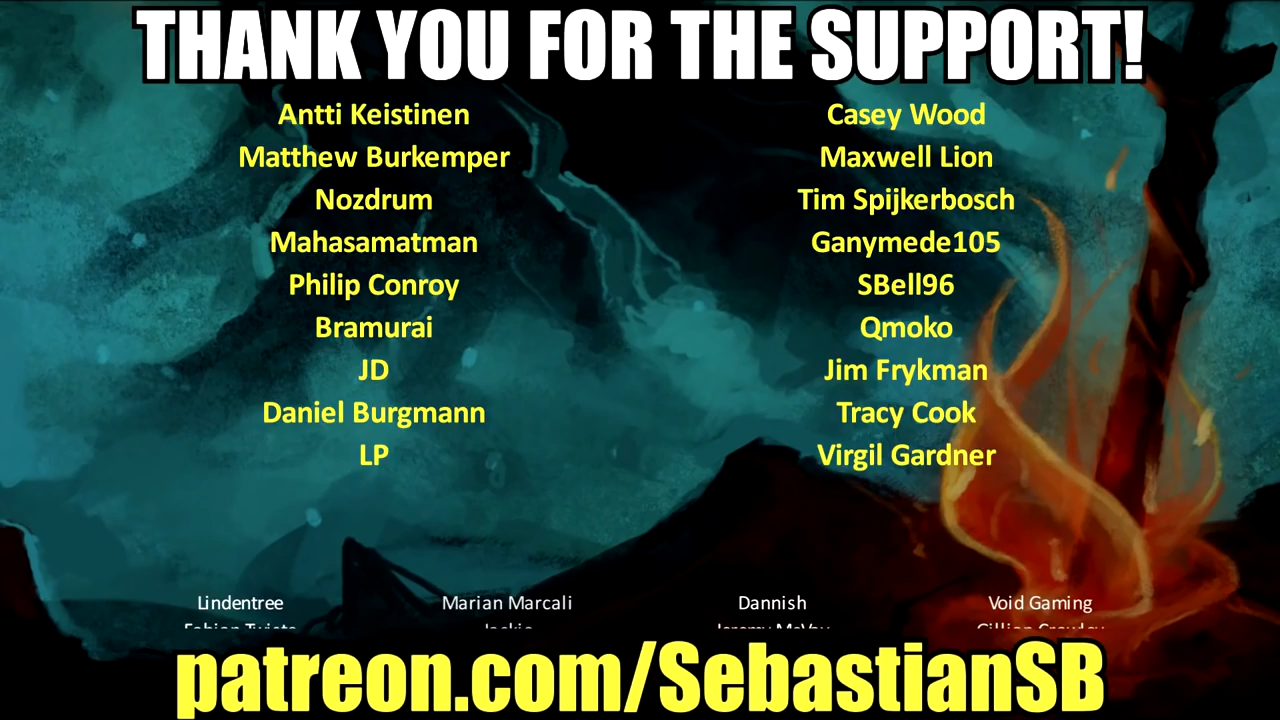 THANK YOU FOR THE SUPPORT!
Antti Keistinen
Casey Wood
Matthew Burkemper
Maxwell Lion
Nozdrum
Tim Spijkerbosch
Mahasamatman
Ganymede105
Philip Conroy
SBell96
Bramurai
Qmoko
JD
Jim Frykman
Daniel Burgmann
Tracy Cook
LP
Virgil Gardner
Lindentree
Marian Marcali
Dannish
Void Gaming
patreon.com/SebastianSB